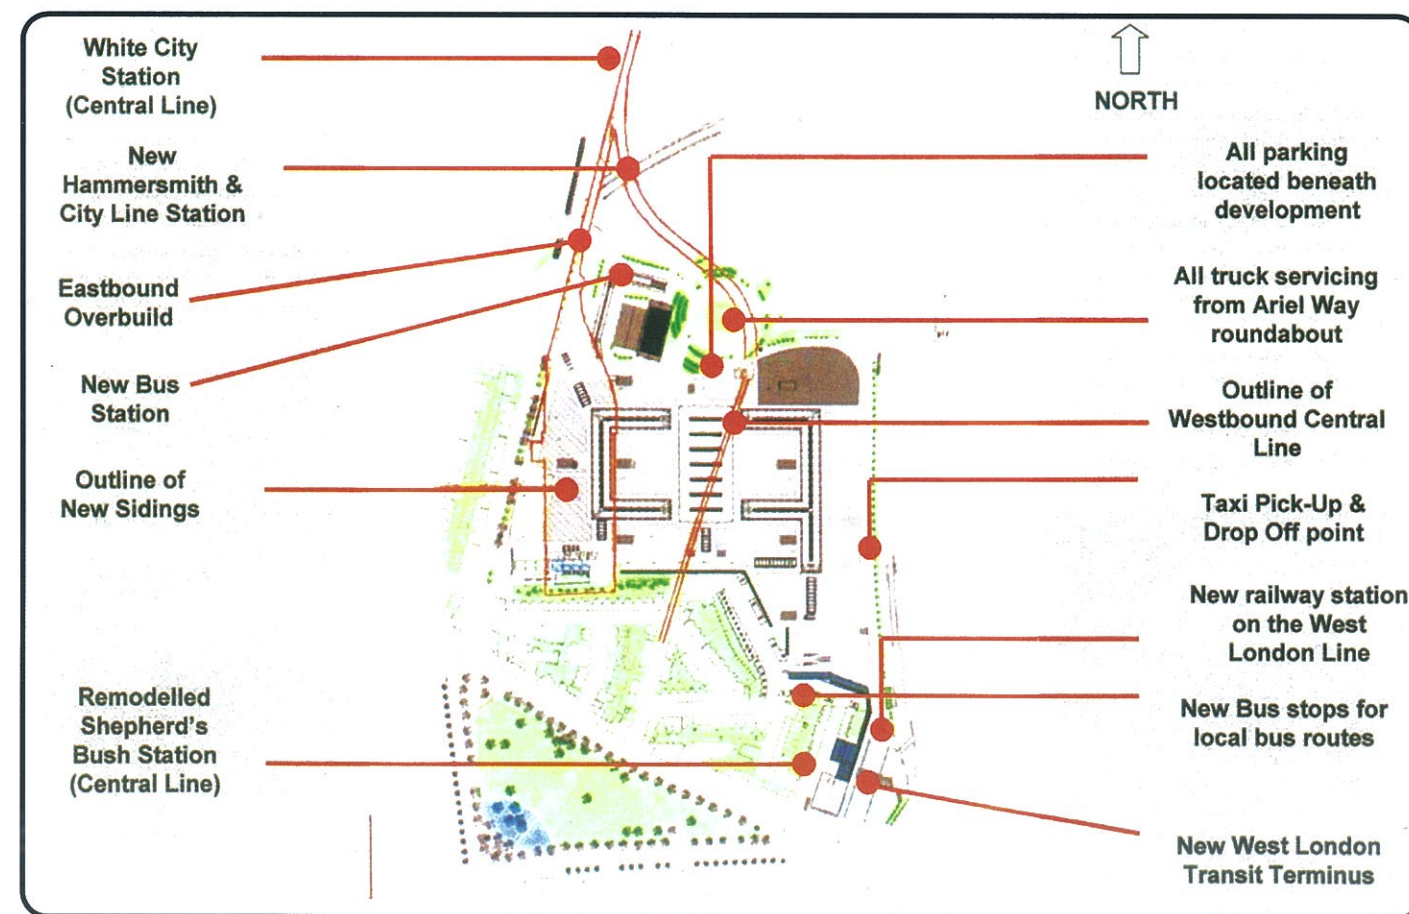 White City
Station
(Central Line)
New
Hammersmith &
City Line Station
Eastbound
Overbuild
New Bus
Station
Outline of
New Sidings
Remodelled
Shepherd's
Bush Station
(Central Line)
NORTH
All parking
located beneath
development
All truck servicing
from Ariel Way
roundabout
Outline of
Westbound Central
Line
Taxi Pick-Up &
Drop Off point
New railway station
on the West
London Line
New Bus stops for
local bus routes
New West London
Transit Terminus